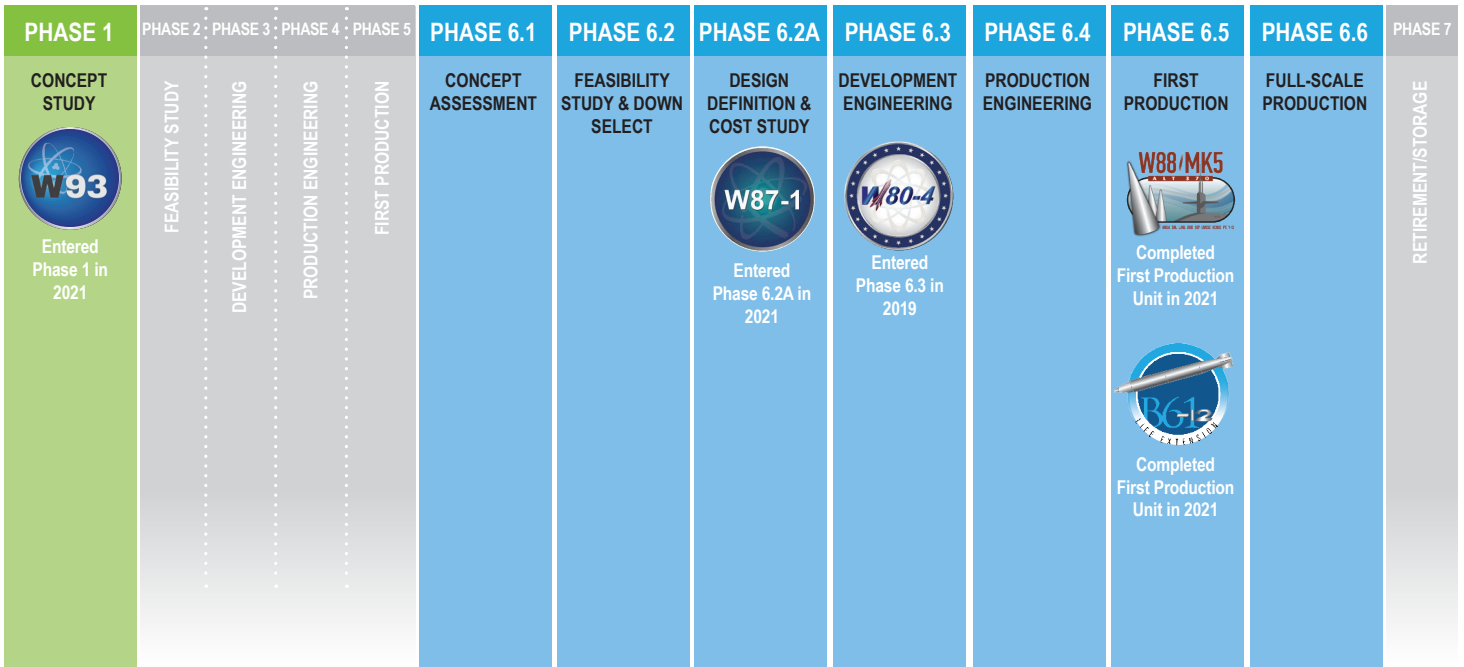 PHASE 1
CONCEPT
STUDY
W93
Entered
Phase 1 in
2021
PHASE 2
FEASIBILITY STUDY
PHASE 3
DEVELOPMENT ENGINEERING
PHASE 4
PRODUCTION ENGINEERING
PHASE 5
FIRST PRODUCTION
PHASE 6.1
CONCEPT
ASSESSMENT
PHASE 6.2
FEASIBILITY
STUDY & DOWN
SELECT
PHASE 6.2A
DESIGN
DEFINITION &
COST STUDY
W87-1
Entered
Phase 6.2A in
2021
PHASE 6.3
DEVELOPMENT
ENGINEERING
W80-4
Entered
Phase 6.3 in
2019
PHASE 6.4
PRODUCTION
ENGINEERING
PHASE 6.5
FIRST
PRODUCTION
W88/MK5
ALT 370
Completed
First Production
Unit in 2021
B61-12
LIFE EXTENSION
Completed
First Production
Unit in 2021
PHASE 6.6
FULL-SCALE
PRODUCTION
PHASE 7
RETIREMENT/STORAGE